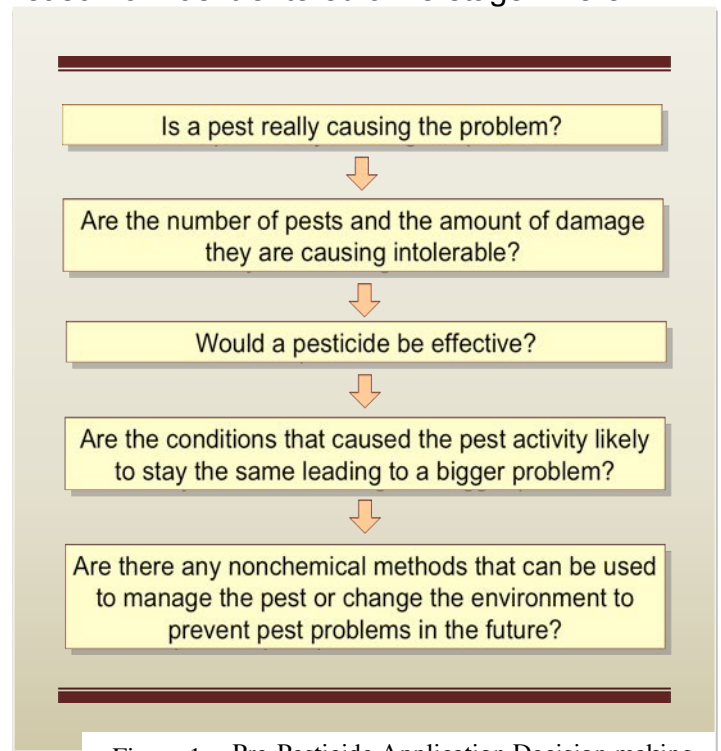 Is a pest really causing the problem?
Are the number of pests and the amount of damage
they are causing intolerable?
Would a pesticide be effective?
Are the conditions that caused the pest activity likely
to stay the same leading to a bigger problem?
Are there any nonchemical methods that can be used
to manage the pest or change the environment to
prevent pest problems in the future?
Pre-Pesticide Application Decision-making